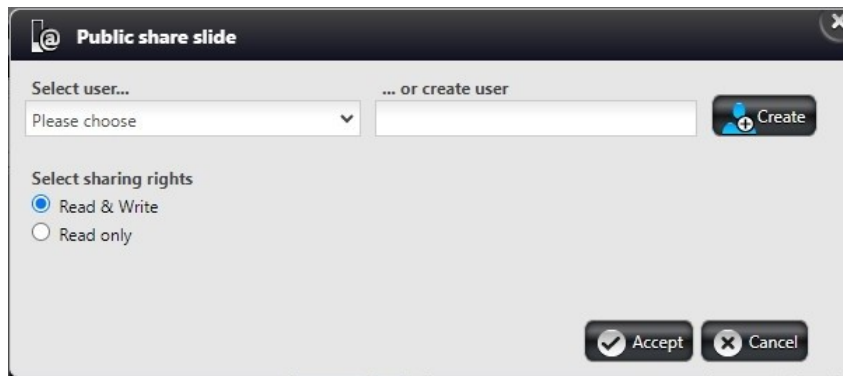 Public share slide
Select user...
... or create user
Please choose
Create
Select sharing rights
Read & Write
Read only
Accept
Cancel